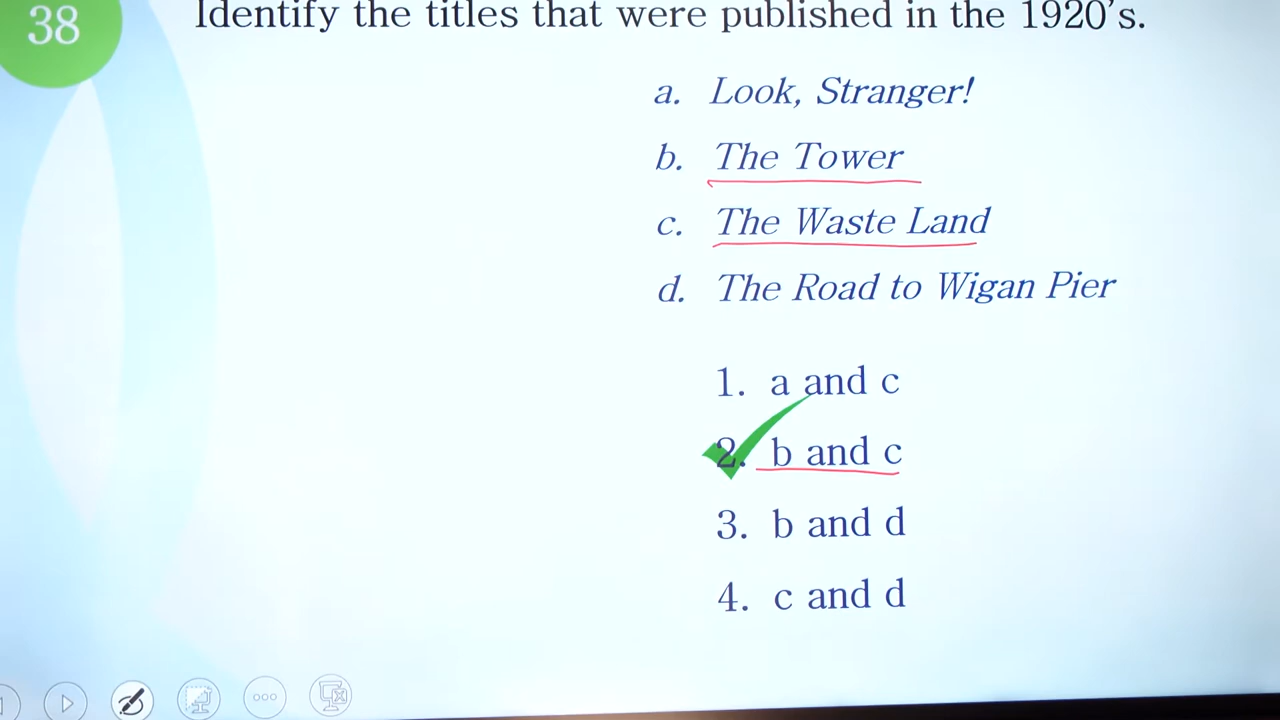 38
Identify the titles that were published in the 1920's.
a. Look, Stranger!
b. The Tower
c. The Waste Land
d. The Road to Wigan Pier
1. a and c
2. b and c
3. b and d
4. c and d